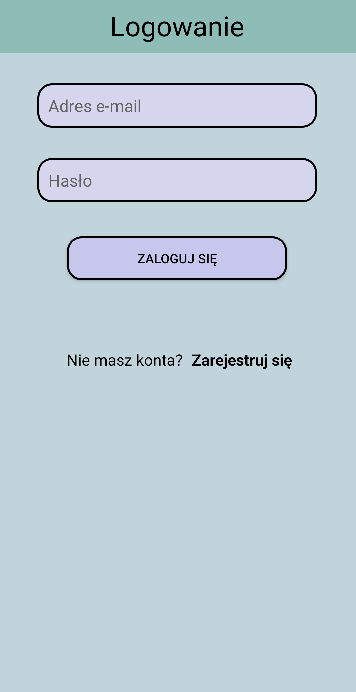 Logowanie
Adres e-mail
Hasło
ZALOGUJ SIĘ
Nie masz konta? Zarejestruj się